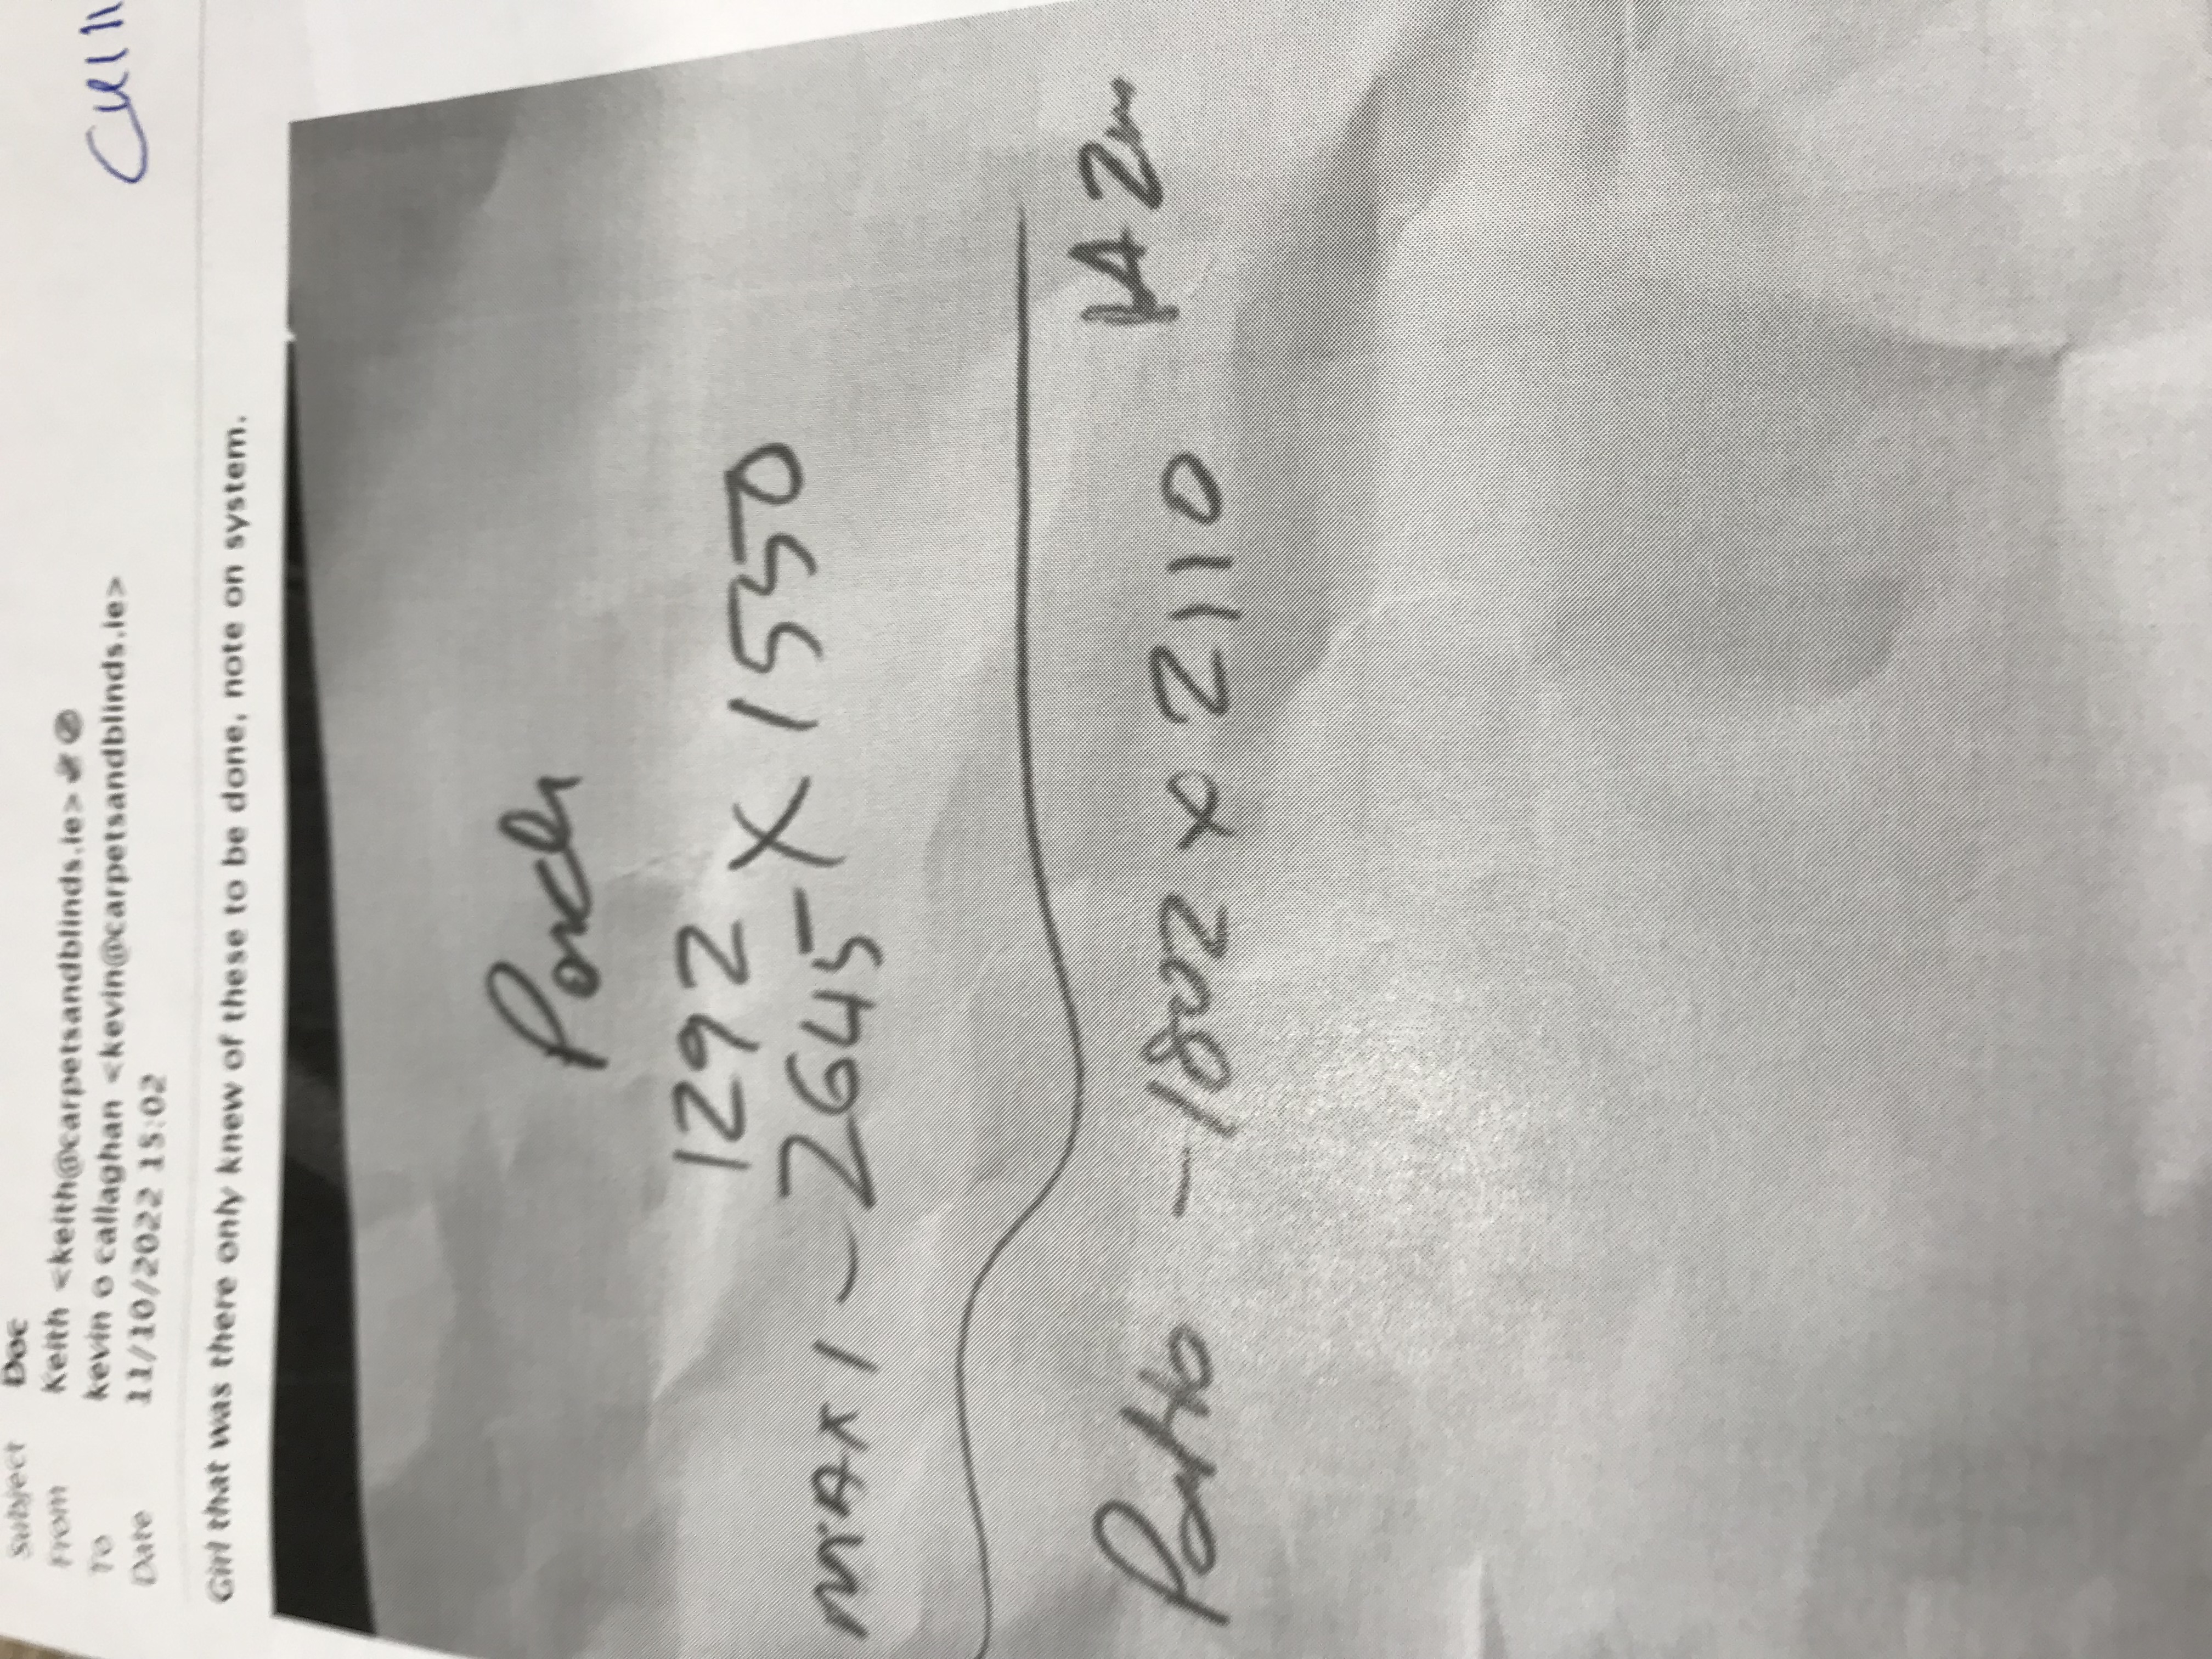 Subject Doc
From Keith <keith@carpetsandblinds.ie>
To kevin o callaghan <kevin@carpetsandblinds.ie>
Date 11/10/2022 15:02
Girl that was there only knew of these to be done, note on system.
Porch
1292 X 1550
MAX 1 - 2645
Patio - 1802 x 2110